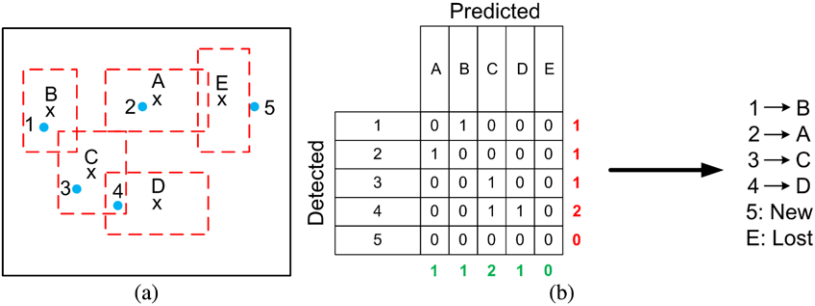 A
E
B
2
5
1
C
3
4
D
(a)
Predicted
A B C D E
Detected
1 0 1 0 0 0 1
2 1 0 0 0 0 1
3 0 0 1 0 0 1
4 0 0 1 1 0 2
5 0 0 0 0 0 0
1 1 2 1 0
(b)
1 → B
2 → A
3 → C
4 → D
5: New
E: Lost